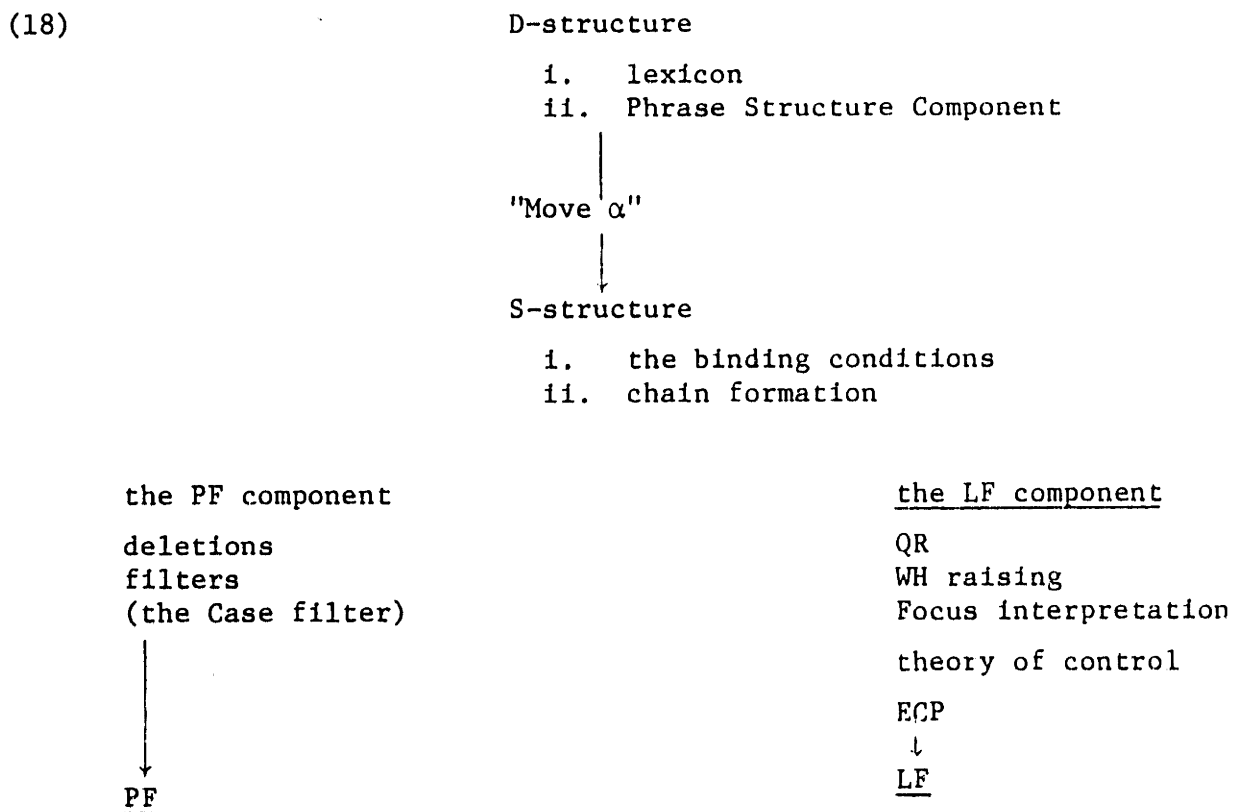 (18) D-structure
i. lexicon
ii. Phrase Structure Component
"Move α"
S-structure
i. the binding conditions
ii. chain formation
the PF component
deletions
filters
(the Case filter)
PF
the LF component
QR
WH raising
Focus interpretation
theory of control
ECP
LF